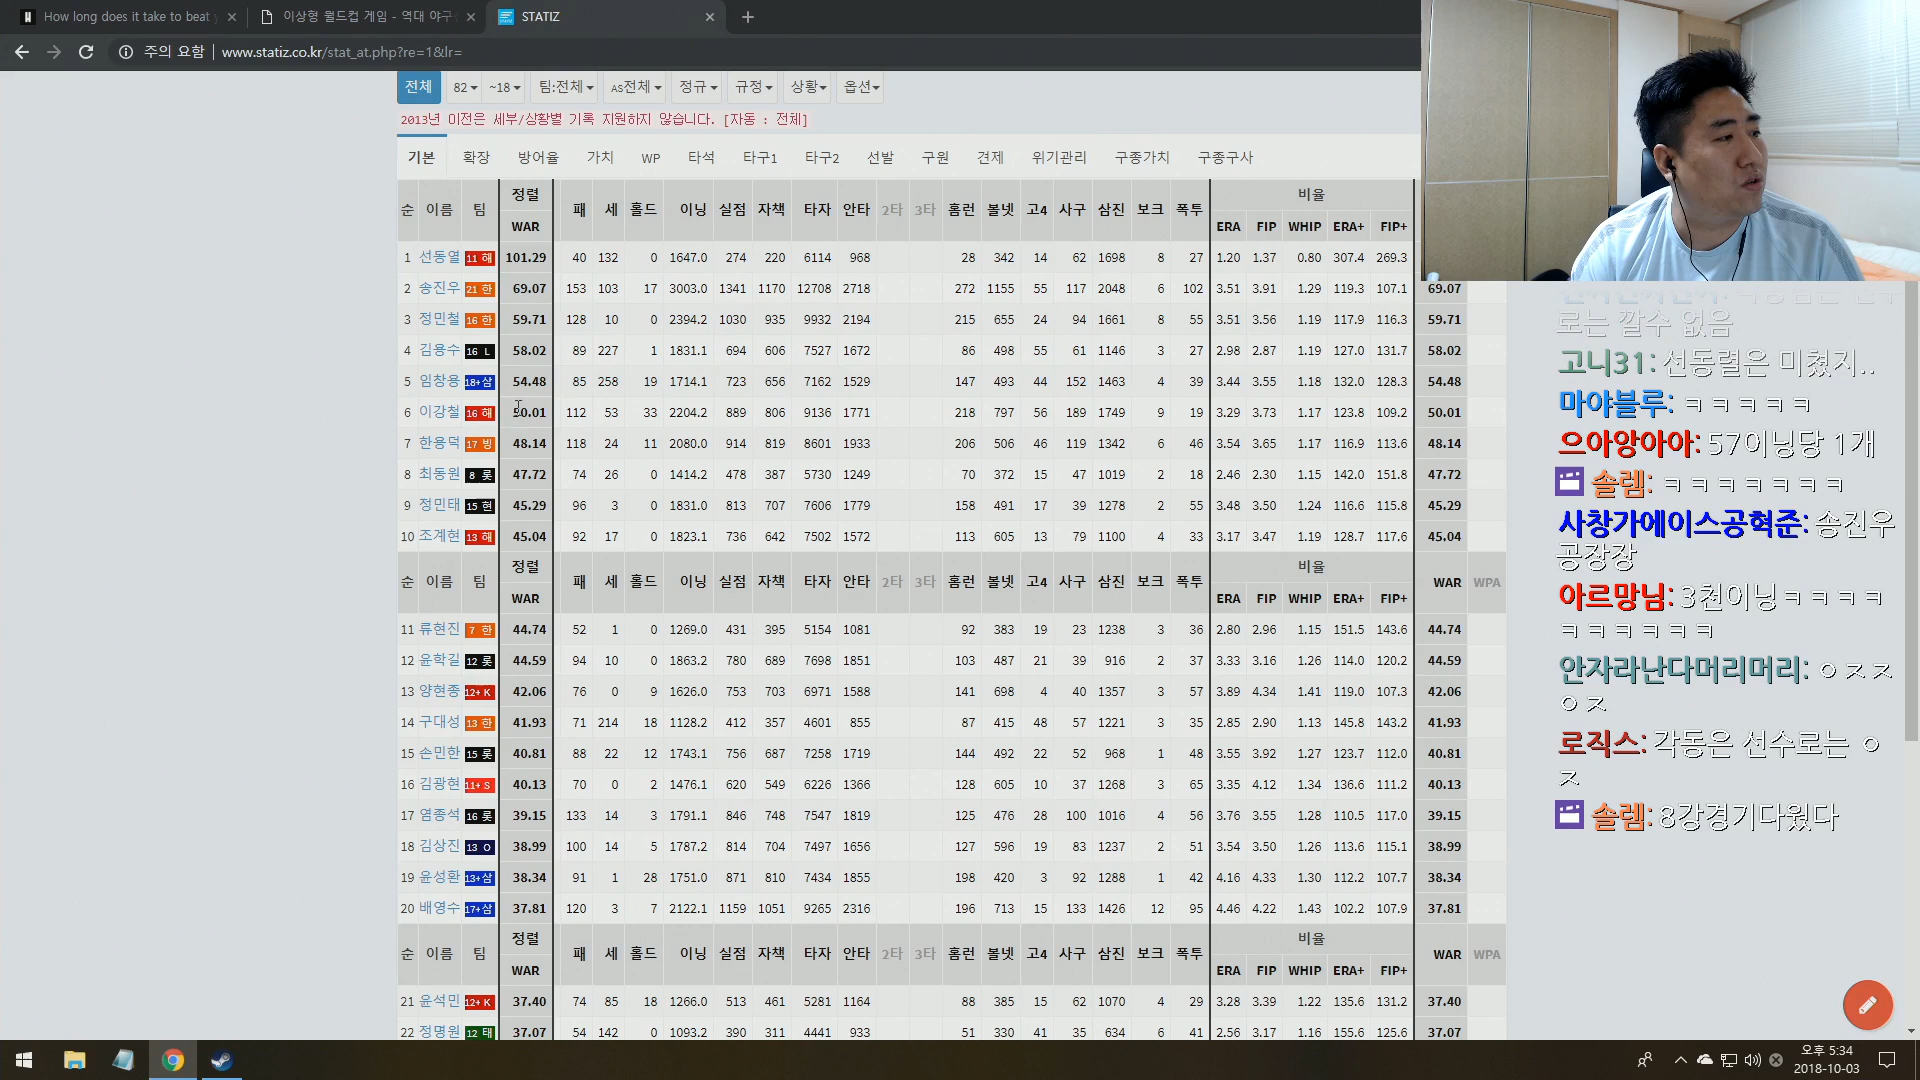 How long does it take to beat
이상형 월드컵 게임 - 역대 야구
STATIZ
주의 요함 www.statiz.co.kr/stat_at.php?re=1&lr=
전체 82 ~18 팀:전체 AS전체 정규 규정 상황 옵션
2013년 이전은 세부/상황별 기록 지원하지 않습니다. [자동 : 전체]
기본 확장 방어율 가치 WP 타석 타구1 타구2 선발 구원 견제 위기관리 구종가치 구종구사
순 이름 팀 정렬 패 세 홀드 이닝 실점 자책 타자 안타 2타 3타 홈런 볼넷 고4 사구 삼진 보크 폭투 비율
WAR ERA FIP WHIP ERA+ FIP+
1 선동열 11 해 101.29 40 132 0 1647.0 274 220 6114 968 28 342 14 62 1698 8 27 1.20 1.37 0.80 307.4 269.3
2 송진우 21 한 69.07 153 103 17 3003.0 1341 1170 12708 2718 272 1155 55 117 2048 6 102 3.51 3.91 1.29 119.3 107.1 69.07
3 정민철 16 한 59.71 128 10 0 2394.2 1030 935 9932 2194 215 655 24 94 1661 8 55 3.51 3.56 1.19 117.9 116.3 59.71
4 김용수 16 L 58.02 89 227 1 1831.1 694 606 7527 1672 86 498 55 61 1146 3 27 2.98 2.87 1.19 127.0 131.7 58.02
5 임창용 18+삼 54.48 85 258 19 1714.1 723 656 7162 1529 147 493 44 152 1463 4 39 3.44 3.55 1.18 132.0 128.3 54.48
6 이강철 16 해 50.01 112 53 33 2204.2 889 806 9136 1771 218 797 56 189 1749 9 19 3.29 3.73 1.17 123.8 109.2 50.01
7 한용덕 17 빙 48.14 118 24 11 2080.0 914 819 8601 1933 206 506 46 119 1342 6 46 3.54 3.65 1.17 116.9 113.6 48.14
8 최동원 8 롯 47.72 74 26 0 1414.2 478 387 5730 1249 70 372 15 47 1019 2 18 2.46 2.30 1.15 142.0 151.8 47.72
9 정민태 15 현 45.29 96 3 0 1831.0 813 707 7606 1779 158 491 17 39 1278 2 55 3.48 3.50 1.24 116.6 115.8 45.29
10 조계현 13 해 45.04 92 17 0 1823.1 736 642 7502 1572 113 605 13 79 1100 4 33 3.17 3.47 1.19 128.7 117.6 45.04
순 이름 팀 정렬 패 세 홀드 이닝 실점 자책 타자 안타 2타 3타 홈런 볼넷 고4 사구 삼진 보크 폭투 비율 WAR WPA
WAR ERA FIP WHIP ERA+ FIP+
11 류현진 7 한 44.74 52 1 0 1269.0 431 395 5154 1081 92 383 19 23 1238 3 36 2.80 2.96 1.15 151.5 143.6 44.74
12 윤학길 12 롯 44.59 94 10 0 1863.2 780 689 7698 1851 103 487 21 39 916 2 37 3.33 3.16 1.26 114.0 120.2 44.59
13 양현종 12+ K 42.06 76 0 9 1626.0 753 703 6971 1588 141 698 4 40 1357 3 57 3.89 4.34 1.41 119.0 107.3 42.06
14 구대성 13 한 41.93 71 214 18 1128.2 412 357 4601 855 87 415 48 57 1221 3 35 2.85 2.90 1.13 145.8 143.2 41.93
15 손민한 15 롯 40.81 88 22 12 1743.1 756 687 7258 1719 144 492 22 52 968 1 48 3.55 3.92 1.27 123.7 112.0 40.81
16 김광현 11+ S 40.13 70 0 2 1476.1 620 549 6226 1366 128 605 10 37 1268 3 65 3.35 4.12 1.34 136.6 111.2 40.13
17 염종석 16 롯 39.15 133 14 3 1791.1 846 748 7547 1819 125 476 28 100 1016 4 56 3.76 3.55 1.28 110.5 117.0 39.15
18 김상진 13 O 38.99 100 14 5 1787.2 814 704 7497 1656 127 596 19 83 1237 2 51 3.54 3.50 1.26 113.6 115.1 38.99
19 윤성환 13+삼 38.34 91 1 28 1751.0 871 810 7434 1855 198 420 3 92 1288 1 42 4.16 4.33 1.30 112.2 107.7 38.34
20 배영수 17+삼 37.81 120 3 7 2122.1 1159 1051 9265 2316 196 713 15 133 1426 12 95 4.46 4.22 1.43 102.2 107.9 37.81
순 이름 팀 정렬 패 세 홀드 이닝 실점 자책 타자 안타 2타 3타 홈런 볼넷 고4 사구 삼진 보크 폭투 비율 WAR WPA
WAR ERA FIP WHIP ERA+ FIP+
21 윤석민 12+ K 37.40 74 85 18 1266.0 513 461 5281 1164 88 385 15 62 1070 4 29 3.28 3.39 1.22 135.6 131.2 37.40
22 정명원 12 태 37.07 54 142 0 1093.2 390 311 4441 933 51 330 41 35 634 6 41 2.56 3.17 1.16 155.6 125.6 37.07
로는 깔수 없음
고니31: 선동렬은 미쳤지..
마야블루: ㅋㅋㅋㅋㅋ
으아앙아아: 57이닝당 1개
솔렘: ㅋㅋㅋㅋㅋㅋㅋ
사창가에이스공혁준: 송진우
공장장
아르망님: 3천이닝ㅋㅋㅋㅋ
ㅋㅋㅋㅋㅋㅋ
안자라난다머리머리: ㅇㅈㅈ
ㅇㅈ
로직스: 각동은 선수로는 ㅇ
ㅈ
솔렘: 8강경기다웠다
오후 5:34
2018-10-03